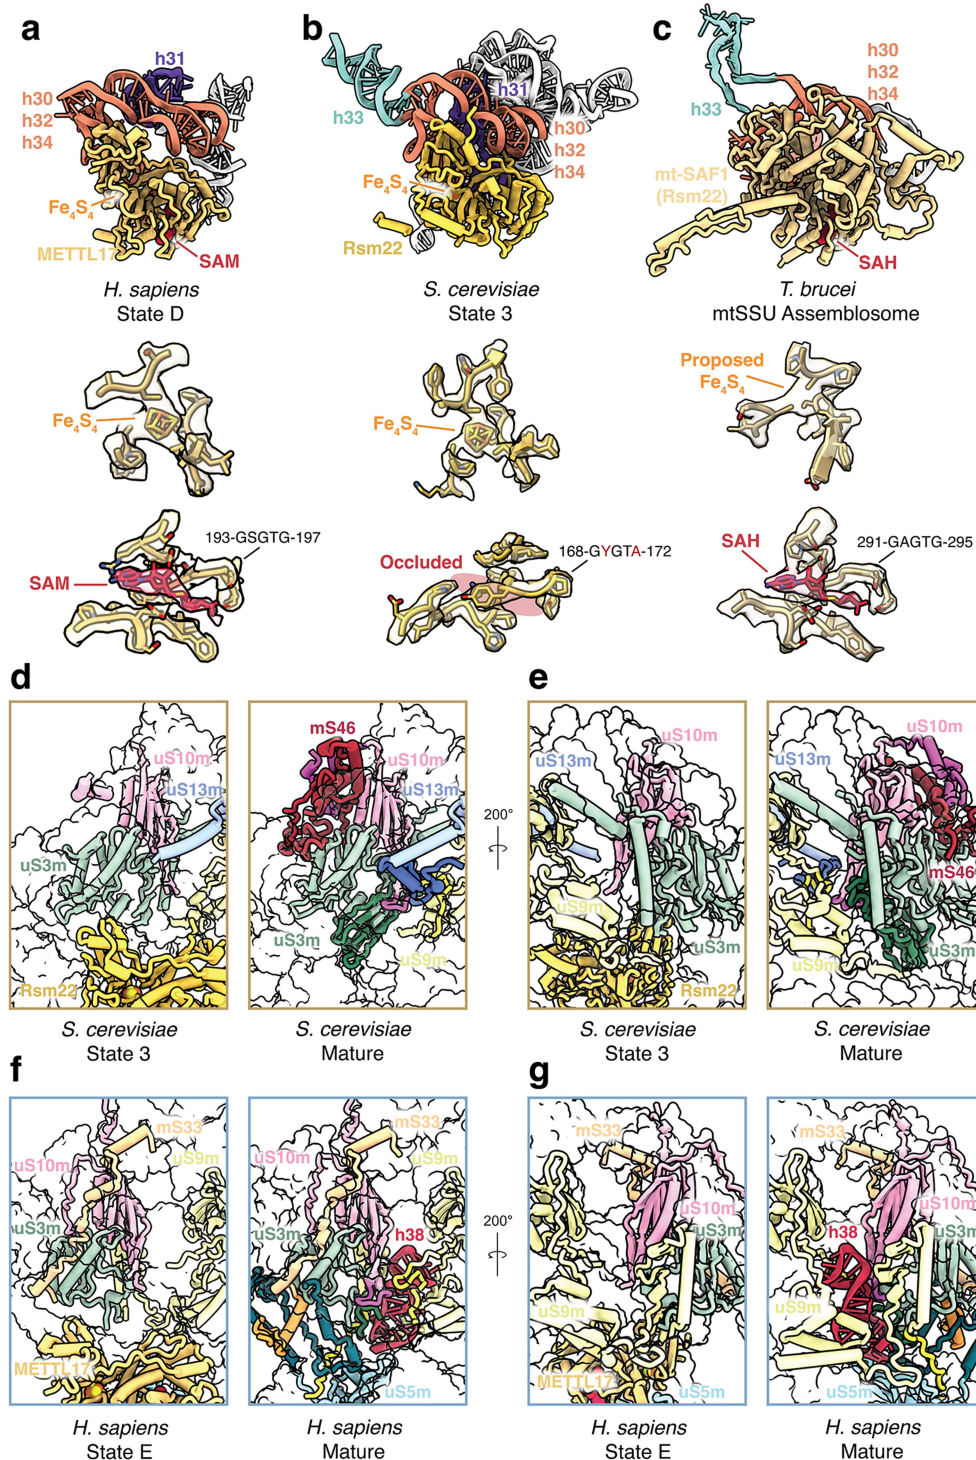 a
h31
h30
h32
h34
Fe4S4
METTL17
SAM
H. sapiens
State D
b
h31
h33
h30
h32
h34
Fe4S4
Rsm22
S. cerevisiae
State 3
c
h30
h32
h34
h33
mt-SAF1
(Rsm22)
SAH
T. brucei
mtSSU Assemblosome
Fe4S4
Fe4S4
Proposed
Fe4S4
193-GSGTG-197
SAM
Occluded
168-GYGTA-172
SAH
291-GAGTG-295
d
uS10m
uS13m
uS3m
Rsm22
S. cerevisiae
State 3
mS46
uS10m
uS13m
uS3m
uS9m
S. cerevisiae
Mature
200°
e
uS10m
uS13m
uS9m
uS3m
Rsm22
S. cerevisiae
State 3
uS10m
uS13m
mS46
uS9m
uS3m
S. cerevisiae
Mature
f
mS33
uS10m
uS9m
uS3m
METTL17
H. sapiens
State E
mS33
uS10m
uS9m
uS3m
h38
uS5m
H. sapiens
Mature
200°
g
mS33
uS10m
uS3m
uS9m
METTL17
uS5m
H. sapiens
State E
mS33
uS10m
h38
uS3m
uS9m
uS5m
H. sapiens
Mature